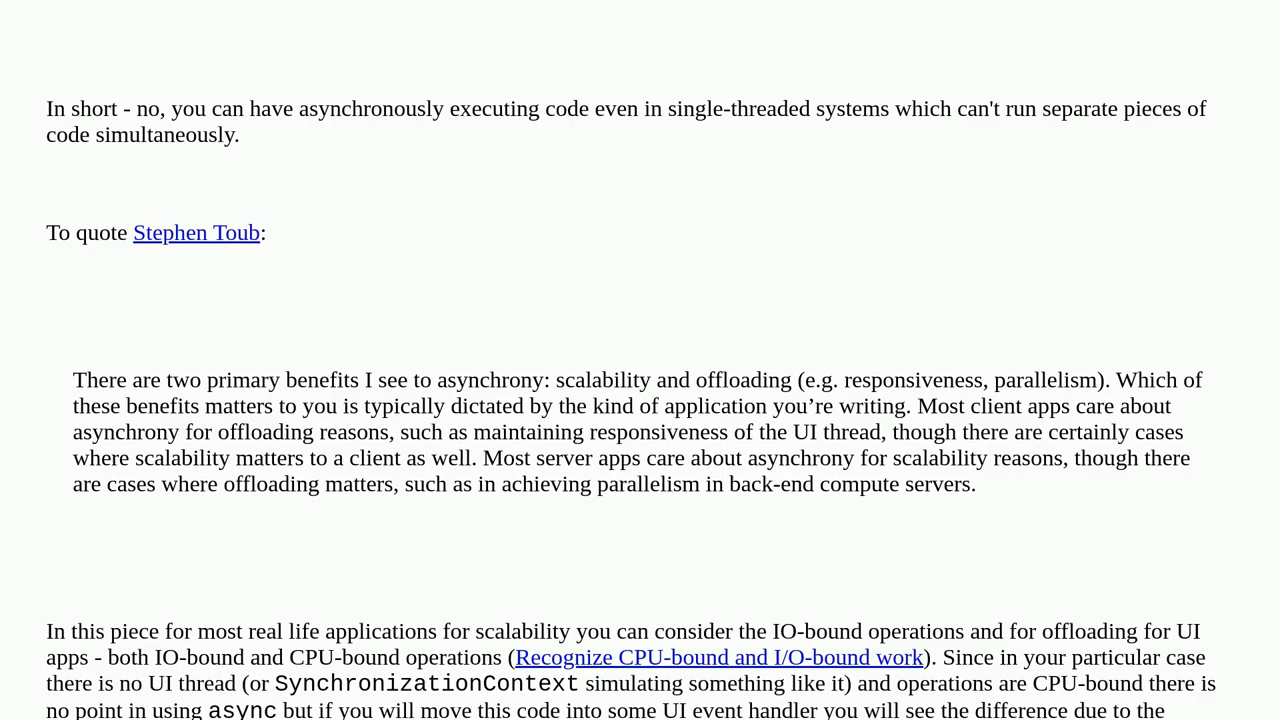 In short - no, you can have asynchronously executing code even in single-threaded systems which can't run separate pieces of
code simultaneously.
To quote Stephen Toub:
There are two primary benefits I see to asynchrony: scalability and offloading (e.g. responsiveness, parallelism). Which of
these benefits matters to you is typically dictated by the kind of application you’re writing. Most client apps care about
asynchrony for offloading reasons, such as maintaining responsiveness of the UI thread, though there are certainly cases
where scalability matters to a client as well. Most server apps care about asynchrony for scalability reasons, though there
are cases where offloading matters, such as in achieving parallelism in back-end compute servers.
In this piece for most real life applications for scalability you can consider the IO-bound operations and for offloading for UI
apps - both IO-bound and CPU-bound operations (Recognize CPU-bound and I/O-bound work). Since in your particular case
there is no UI thread (or SynchronizationContext simulating something like it) and operations are CPU-bound there is
no point in using async but if you will move this code into some UI event handler you will see the difference due to the